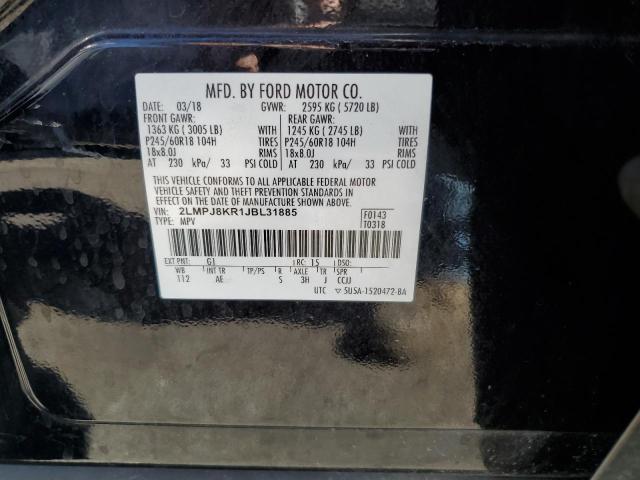 MFD. BY FORD MOTOR CO.
DATE: 03/18 GVWR: 2595 KG ( 5720 LB)
FRONT GAWR: REAR GAWR:
1363 KG ( 3005 LB) WITH 1245 KG ( 2745 LB) WITH
P245/60R18 104H TIRES P245/60R18 104H TIRES
18x8.0J RIMS 18x8.0J RIMS
AT 230 kPa/ 33 PSI COLD AT 230 kPa/ 33 PSI COLD
THIS VEHICLE CONFORMS TO ALL APPLICABLE FEDERAL MOTOR
VEHICLE SAFETY AND THEFT PREVENTION STANDARDS IN
EFFECT ON THE DATE OF MANUFACTURE SHOWN ABOVE.
VIN: 2LMPJ8KR1JBL31885 F0143
TYPE: MPV T0318
EXT PNT: G1 RC: 15 DSO:
WB INT TR TP/PS R AXLE TR SPR
112 AE S 3H J CCJJ
UTC ▽ 5U5A-1520472-BA